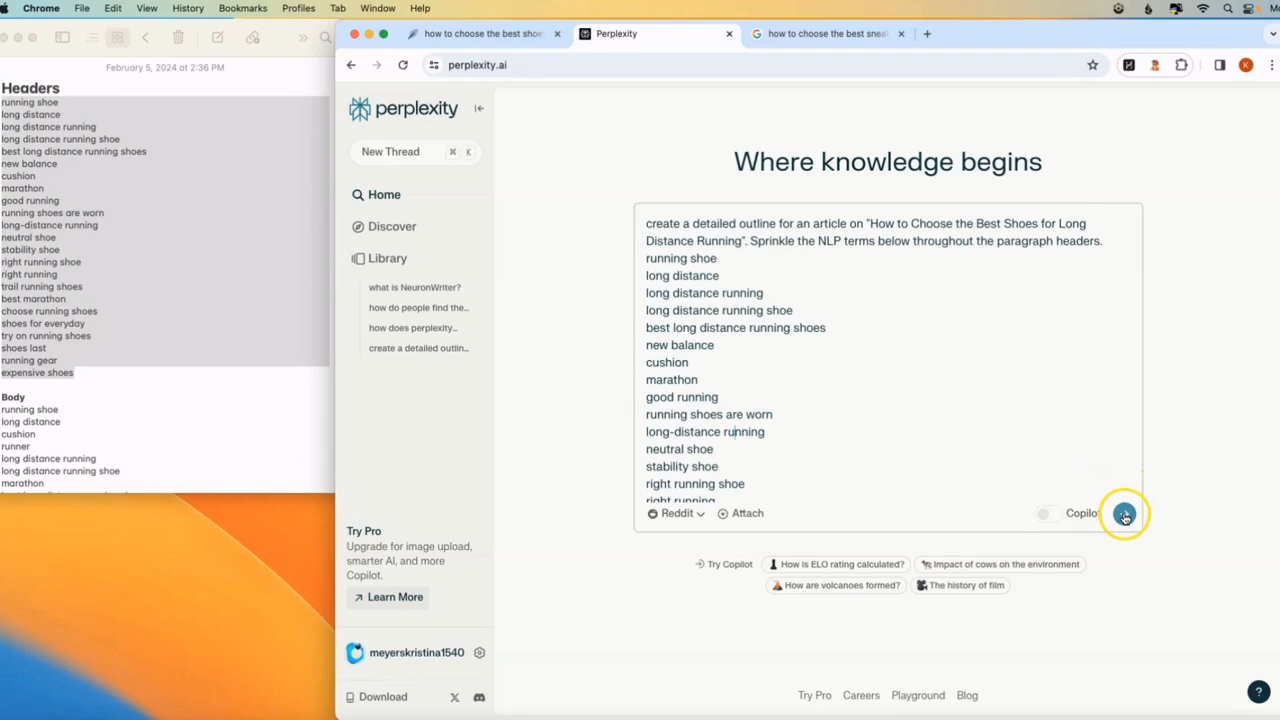 Chrome File Edit View History Bookmarks Profiles Tab Window Help
February 5, 2024 at 2:36 PM
Headers
running shoe
long distance
long distance running
long distance running shoe
best long distance running shoes
new balance
cushion
marathon
good running
running shoes are worn
long-distance running
neutral shoe
stability shoe
right running shoe
right running
trail running shoes
best marathon
choose running shoes
shoes for everyday
try on running shoes
shoes last
running gear
expensive shoes
Body
running shoe
long distance
cushion
runner
long distance running
long distance running shoe
marathon
how to choose the best shoe
Perplexity
how to choose the best snea
perplexity.ai
K
perplexity
New Thread ⌘ K
Home
Discover
Library
what is NeuronWriter?
how do people find the...
how does perplexity...
create a detailed outlin...
Try Pro
Upgrade for image upload,
smarter AI, and more
Copilot.
Learn More
meyerskristina1540
Download
Where knowledge begins
create a detailed outline for an article on "How to Choose the Best Shoes for Long
Distance Running". Sprinkle the NLP terms below throughout the paragraph headers.
running shoe
long distance
long distance running
long distance running shoe
best long distance running shoes
new balance
cushion
marathon
good running
running shoes are worn
long-distance running
neutral shoe
stability shoe
right running shoe
right running
Reddit Attach Copilot
Try Copilot How is ELO rating calculated? Impact of cows on the environment
How are volcanoes formed? The history of film
Try Pro Careers Playground Blog
?